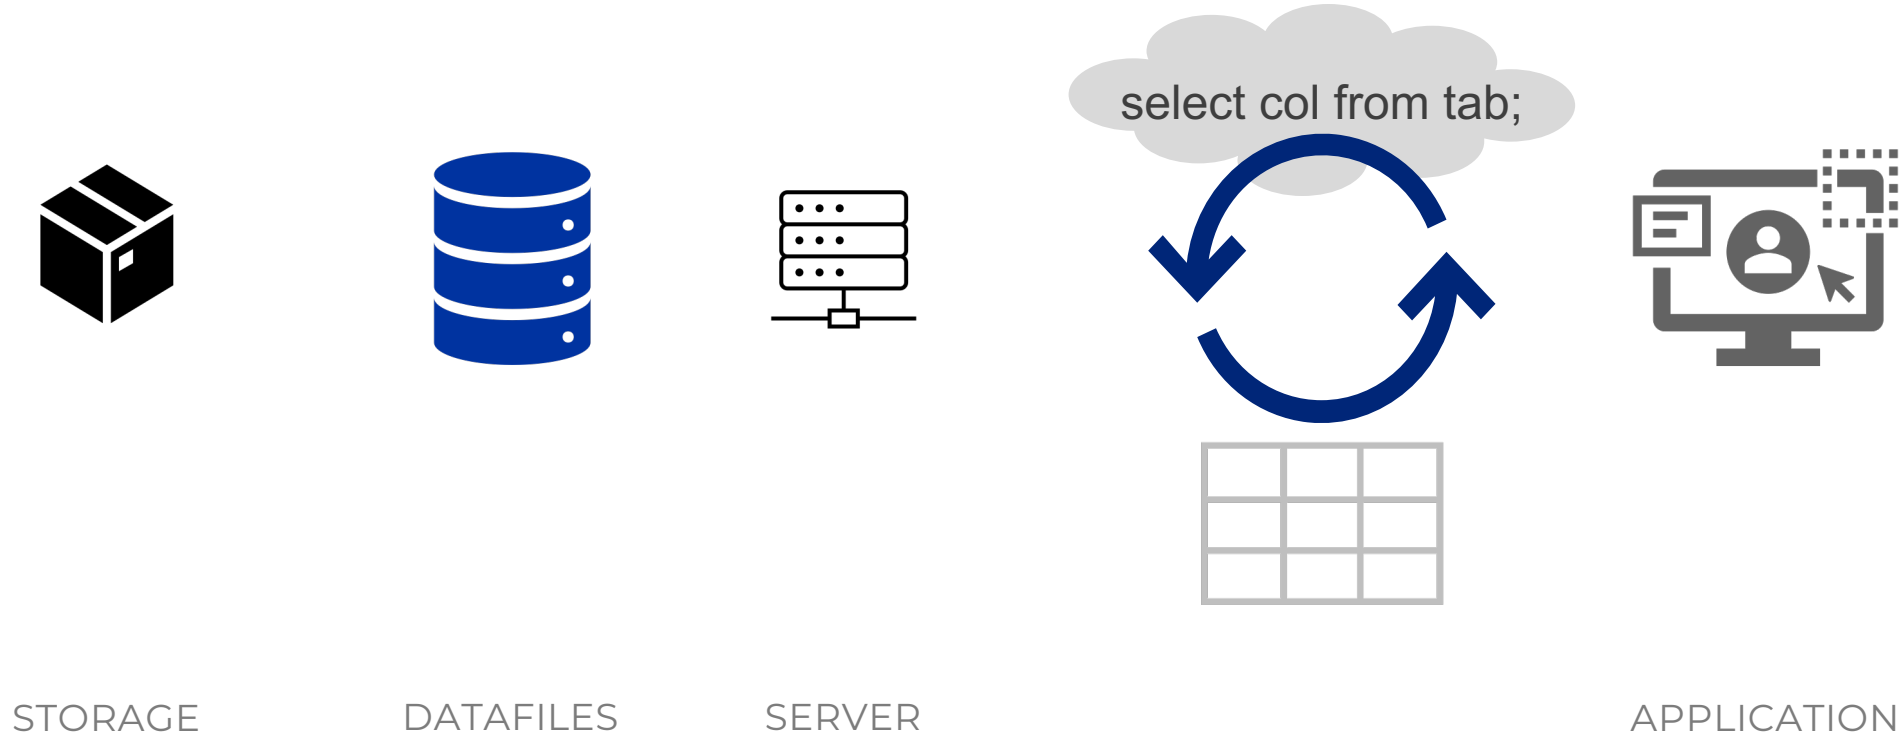 select col from tab;
STORAGE
DATAFILES
SERVER
APPLICATION